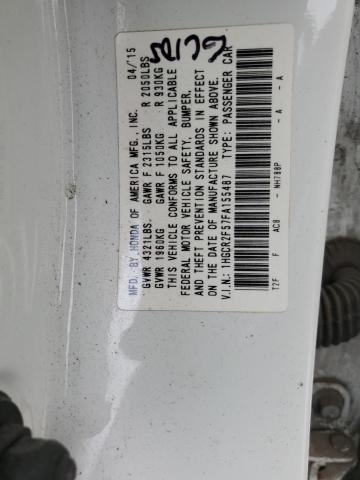 MFD. BY HONDA OF AMERICA MFG., INC. 04/'15
GVWR 4321LBS. GAWR F 2315LBS R 2050LBS
GVWR 1960KG GAWR F 1050KG R 930KG
THIS VEHICLE CONFORMS TO ALL APPLICABLE
FEDERAL MOTOR VEHICLE SAFETY, BUMPER,
AND THEFT PREVENTION STANDARDS IN EFFECT
ON THE DATE OF MANUFACTURE SHOWN ABOVE.
V.I.N.: 1HGCR2F57FA155487 TYPE: PASSENGER CAR
T2F F AC8 - NH788P - A - A